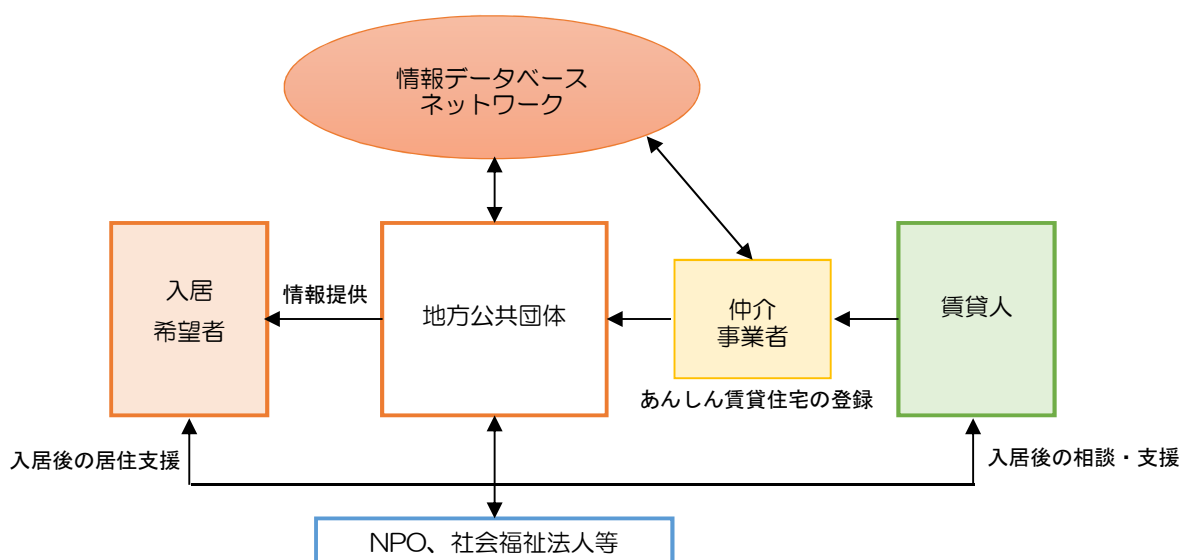 情報データベース
ネットワーク
入居
希望者
情報提供
地方公共団体
仲介
事業者
賃貸人
あんしん賃貸住宅の登録
入居後の居住支援
入居後の相談・支援
NPO、社会福祉法人等